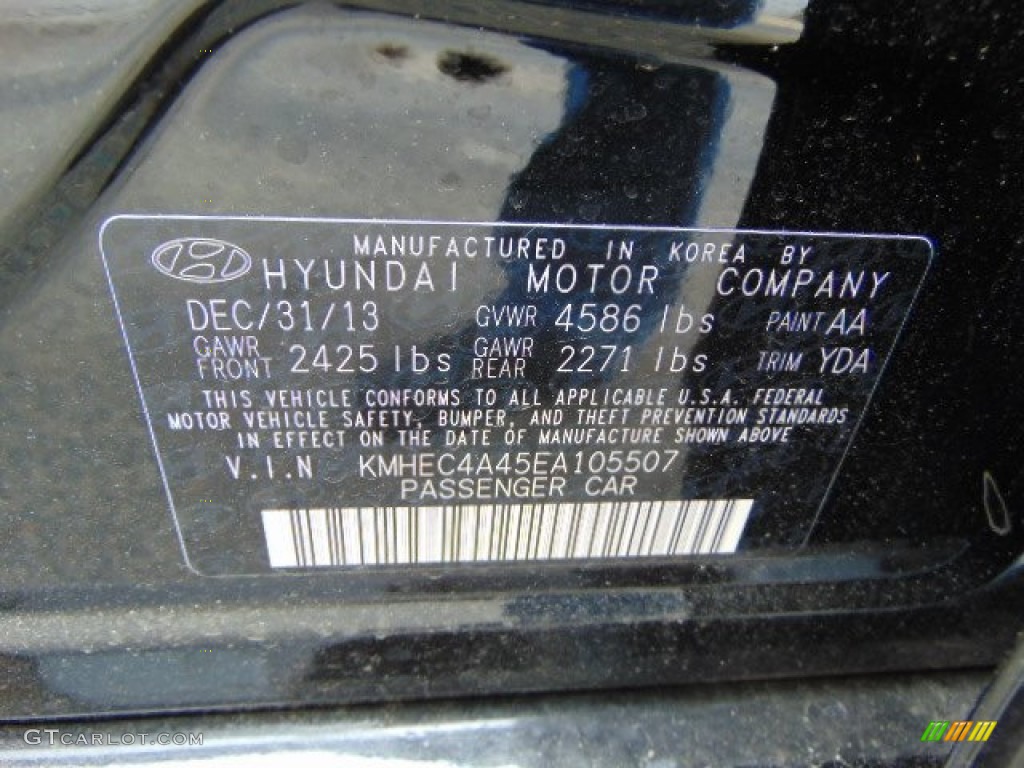 MANUFACTURED IN KOREA BY
HYUNDAI MOTOR COMPANY
DEC/31/13 GVWR 4586 lbs PAINT AA
GAWR FRONT 2425 lbs GAWR REAR 2271 lbs TRIM YDA
THIS VEHICLE CONFORMS TO ALL APPLICABLE U.S.A. FEDERAL
MOTOR VEHICLE SAFETY, BUMPER, AND THEFT PREVENTION STANDARDS
IN EFFECT ON THE DATE OF MANUFACTURE SHOWN ABOVE
V.I.N KMHEC4A45EA105507
PASSENGER CAR
GTCARLOT.COM